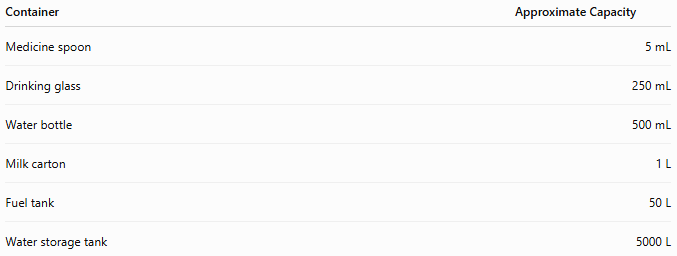 Container Approximate Capacity
Medicine spoon 5 mL
Drinking glass 250 mL
Water bottle 500 mL
Milk carton 1 L
Fuel tank 50 L
Water storage tank 5000 L